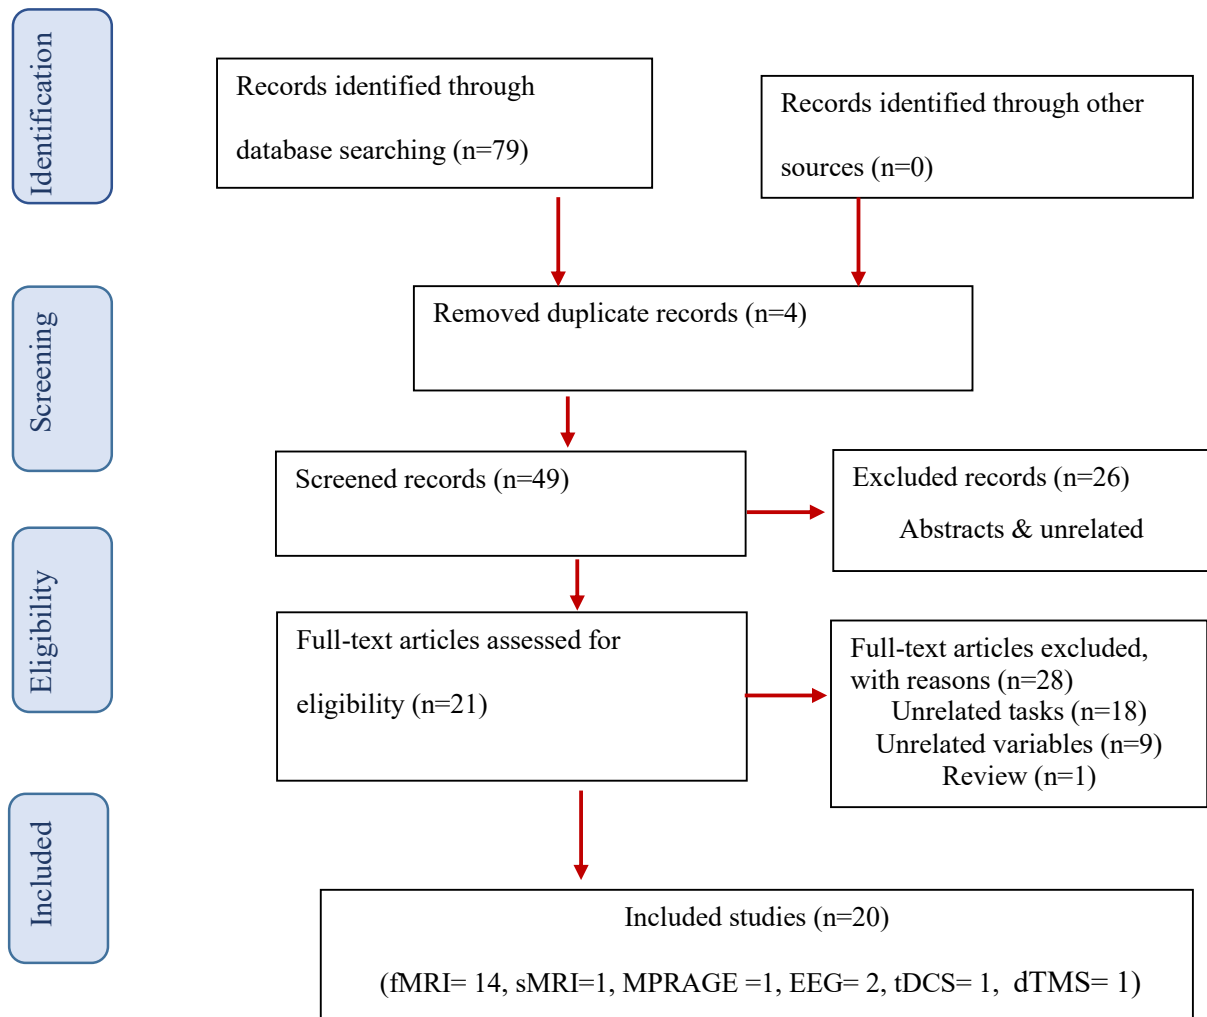 Identification
Records identified through
database searching (n=79)
Records identified through other
sources (n=0)
Screening
Removed duplicate records (n=4)
Screened records (n=49)
Excluded records (n=26)
Abstracts & unrelated
Eligibility
Full-text articles assessed for
eligibility (n=21)
Full-text articles excluded,
with reasons (n=28)
Unrelated tasks (n=18)
Unrelated variables (n=9)
Review (n=1)
Included
Included studies (n=20)
(fMRI= 14, sMRI=1, MPRAGE =1, EEG= 2, tDCS= 1, dTMS= 1)